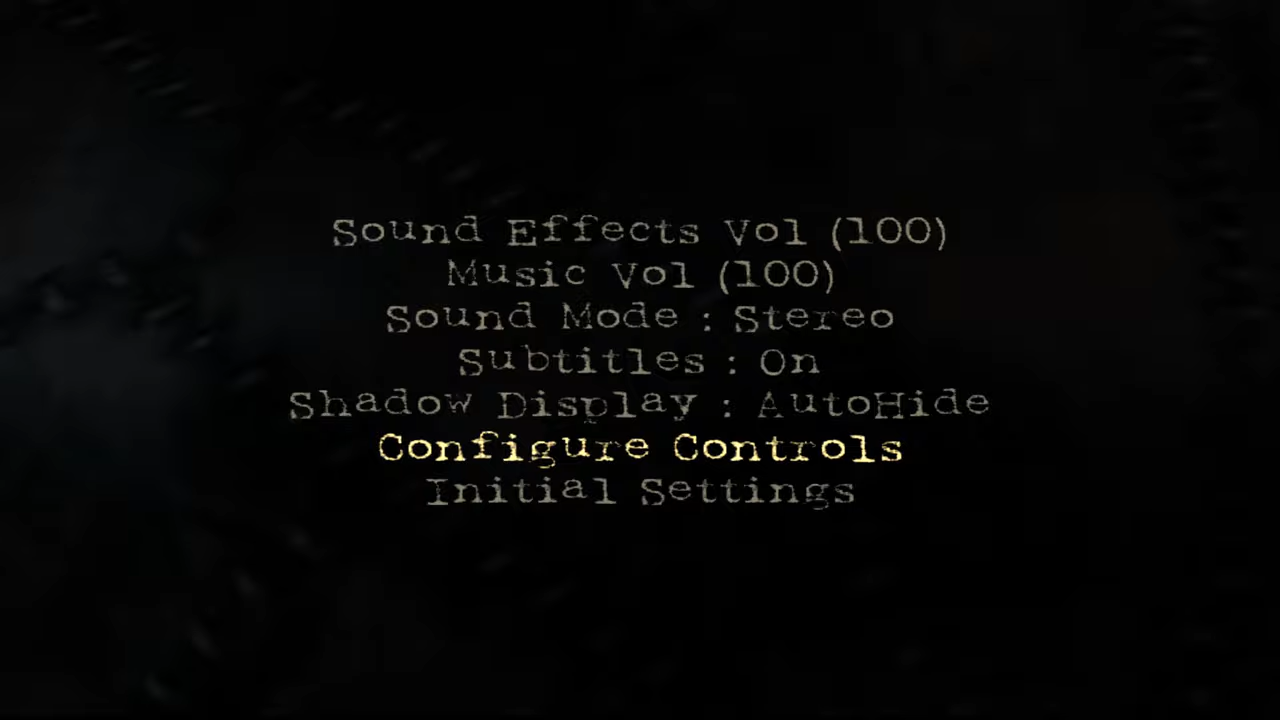 Sound Effects Vol (100)
Music Vol (100)
Sound Mode : Stereo
Subtitles : On
Shadow Display : AutoHide
Configure Controls
Initial Settings